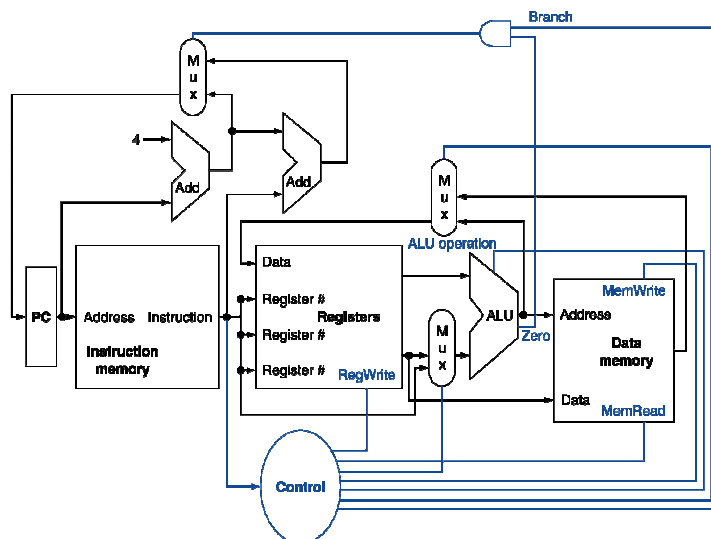 Branch
M
u
x
4
Add
Add
M
u
x
ALU operation
Data
Register #
Registers
Register #
Register #
RegWrite
PC
Address
Instruction
Instruction
memory
M
u
x
ALU
Zero
MemWrite
Address
Data
memory
Data
MemRead
Control